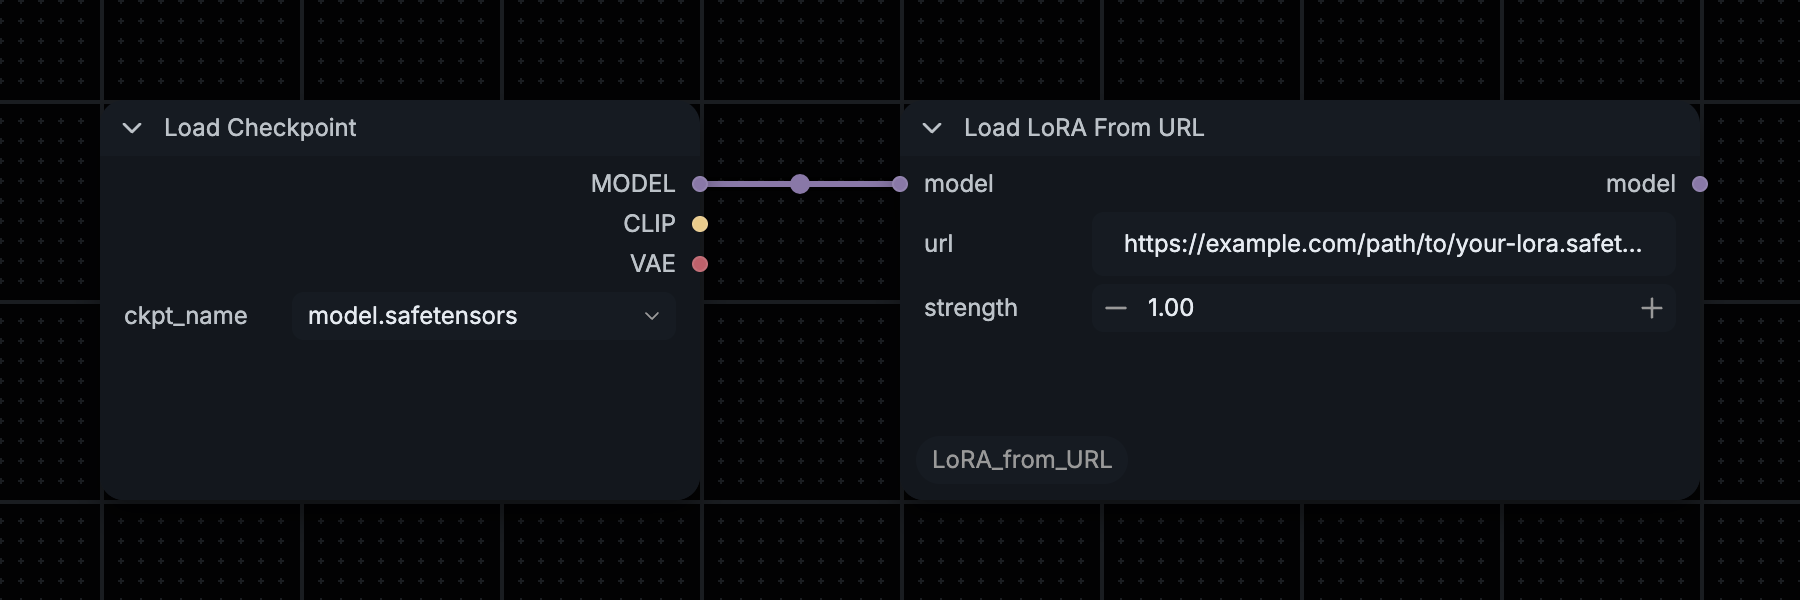 Load Checkpoint
MODEL
CLIP
VAE
ckpt_name model.safetensors
Load LoRA From URL
model model
url https://example.com/path/to/your-lora.safet...
strength 1.00
LoRA_from_URL